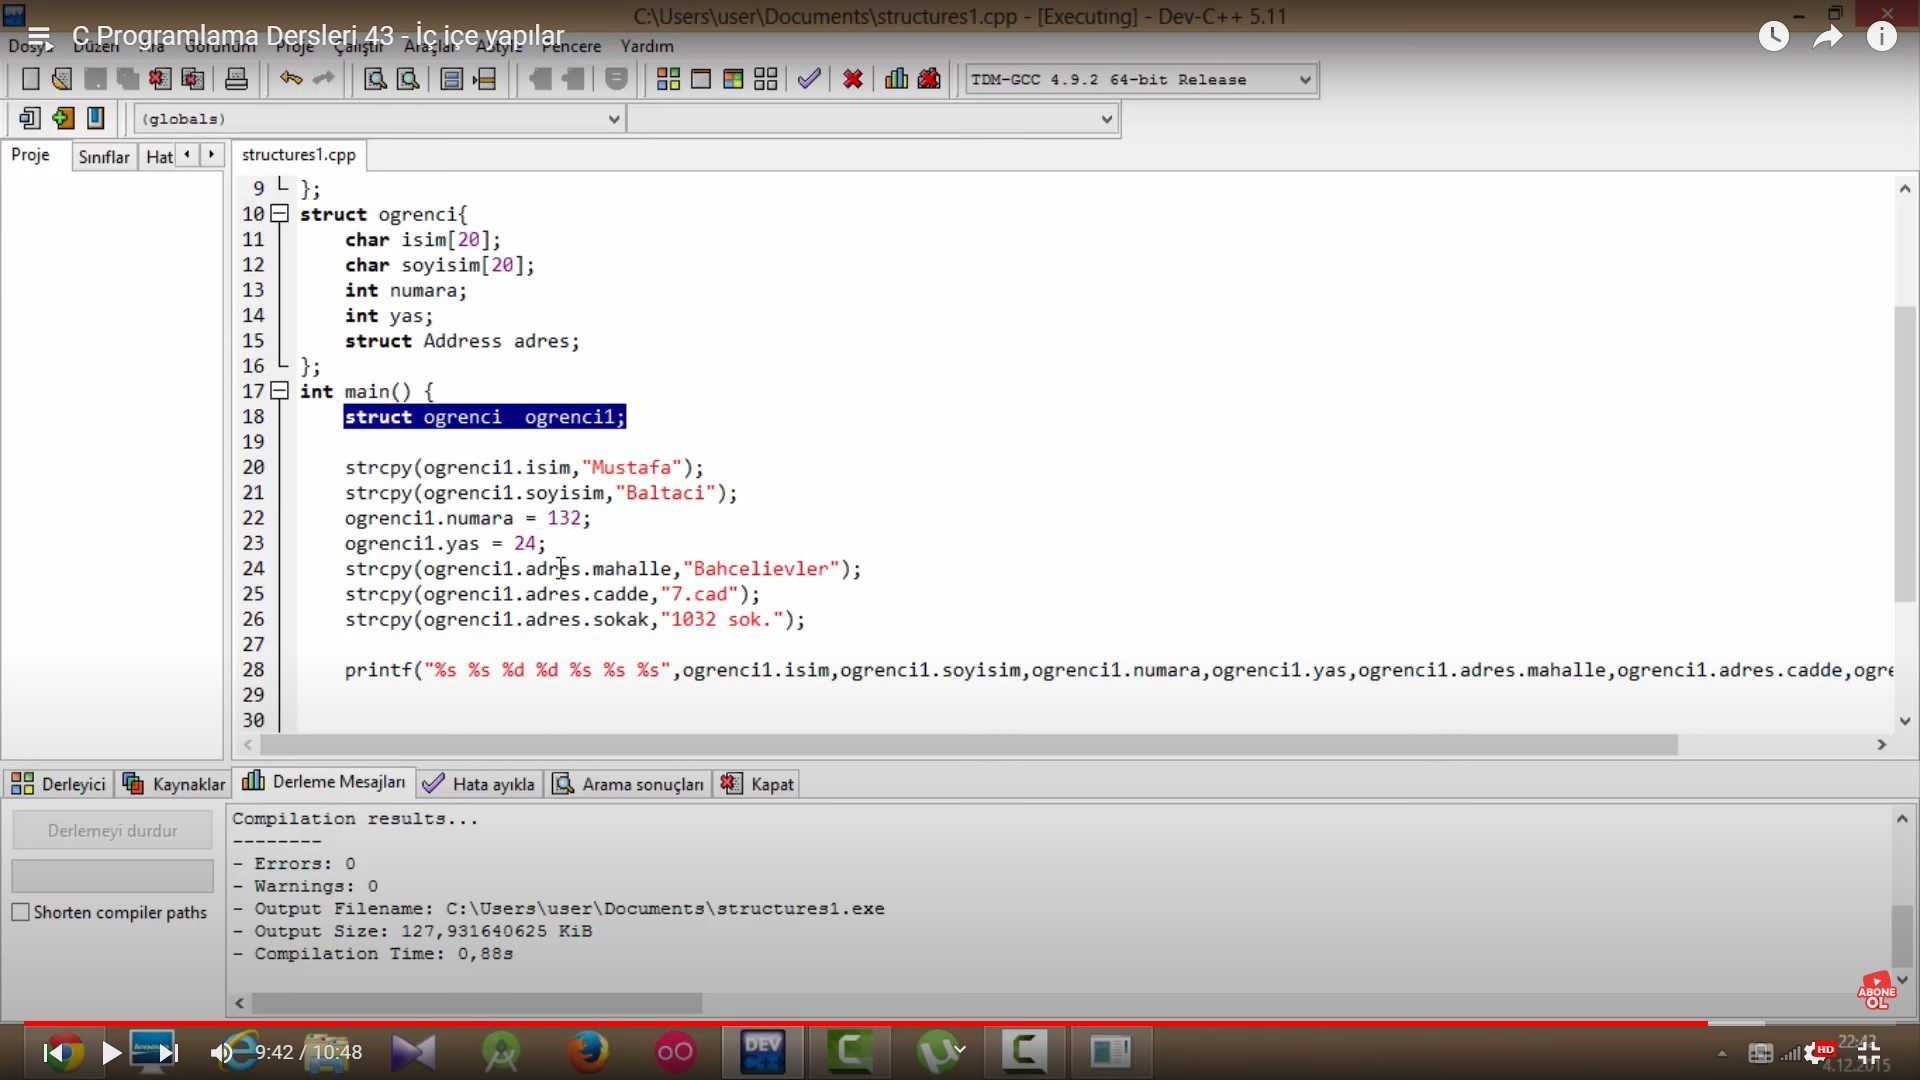 C:\Users\user\Documents\structures1.cpp - [Executing] - Dev-C++ 5.11
C Programlama Dersleri 43 - İç içe yapılar
Dosya Düzen Ara Görünüm Proje Çalıştır Araçlar AStyle Pencere Yardım
TDM-GCC 4.9.2 64-bit Release
(globals)
Proje Sınıflar Hat structures1.cpp
9 };
10 struct ogrenci{
11 char isim[20];
12 char soyisim[20];
13 int numara;
14 int yas;
15 struct Address adres;
16 };
17 int main() {
18 struct ogrenci  ogrenci1;
19
20 strcpy(ogrenci1.isim,"Mustafa");
21 strcpy(ogrenci1.soyisim,"Baltaci");
22 ogrenci1.numara = 132;
23 ogrenci1.yas = 24;
24 strcpy(ogrenci1.adres.mahalle,"Bahcelievler");
25 strcpy(ogrenci1.adres.cadde,"7.cad");
26 strcpy(ogrenci1.adres.sokak,"1032 sok.");
27
28 printf("%s %s %d %d %s %s %s",ogrenci1.isim,ogrenci1.soyisim,ogrenci1.numara,ogrenci1.yas,ogrenci1.adres.mahalle,ogrenci1.adres.cadde,ogre
29
30
Derleyici Kaynaklar Derleme Mesajları Hata ayıkla Arama sonuçları Kapat
Derlemeyi durdur
Shorten compiler paths
Compilation results...
--------
- Errors: 0
- Warnings: 0
- Output Filename: C:\Users\user\Documents\structures1.exe
- Output Size: 127,931640625 KiB
- Compilation Time: 0,88s
ABONE
OL
9:42 / 10:48
DEV
HD
22:42
4.12.2015